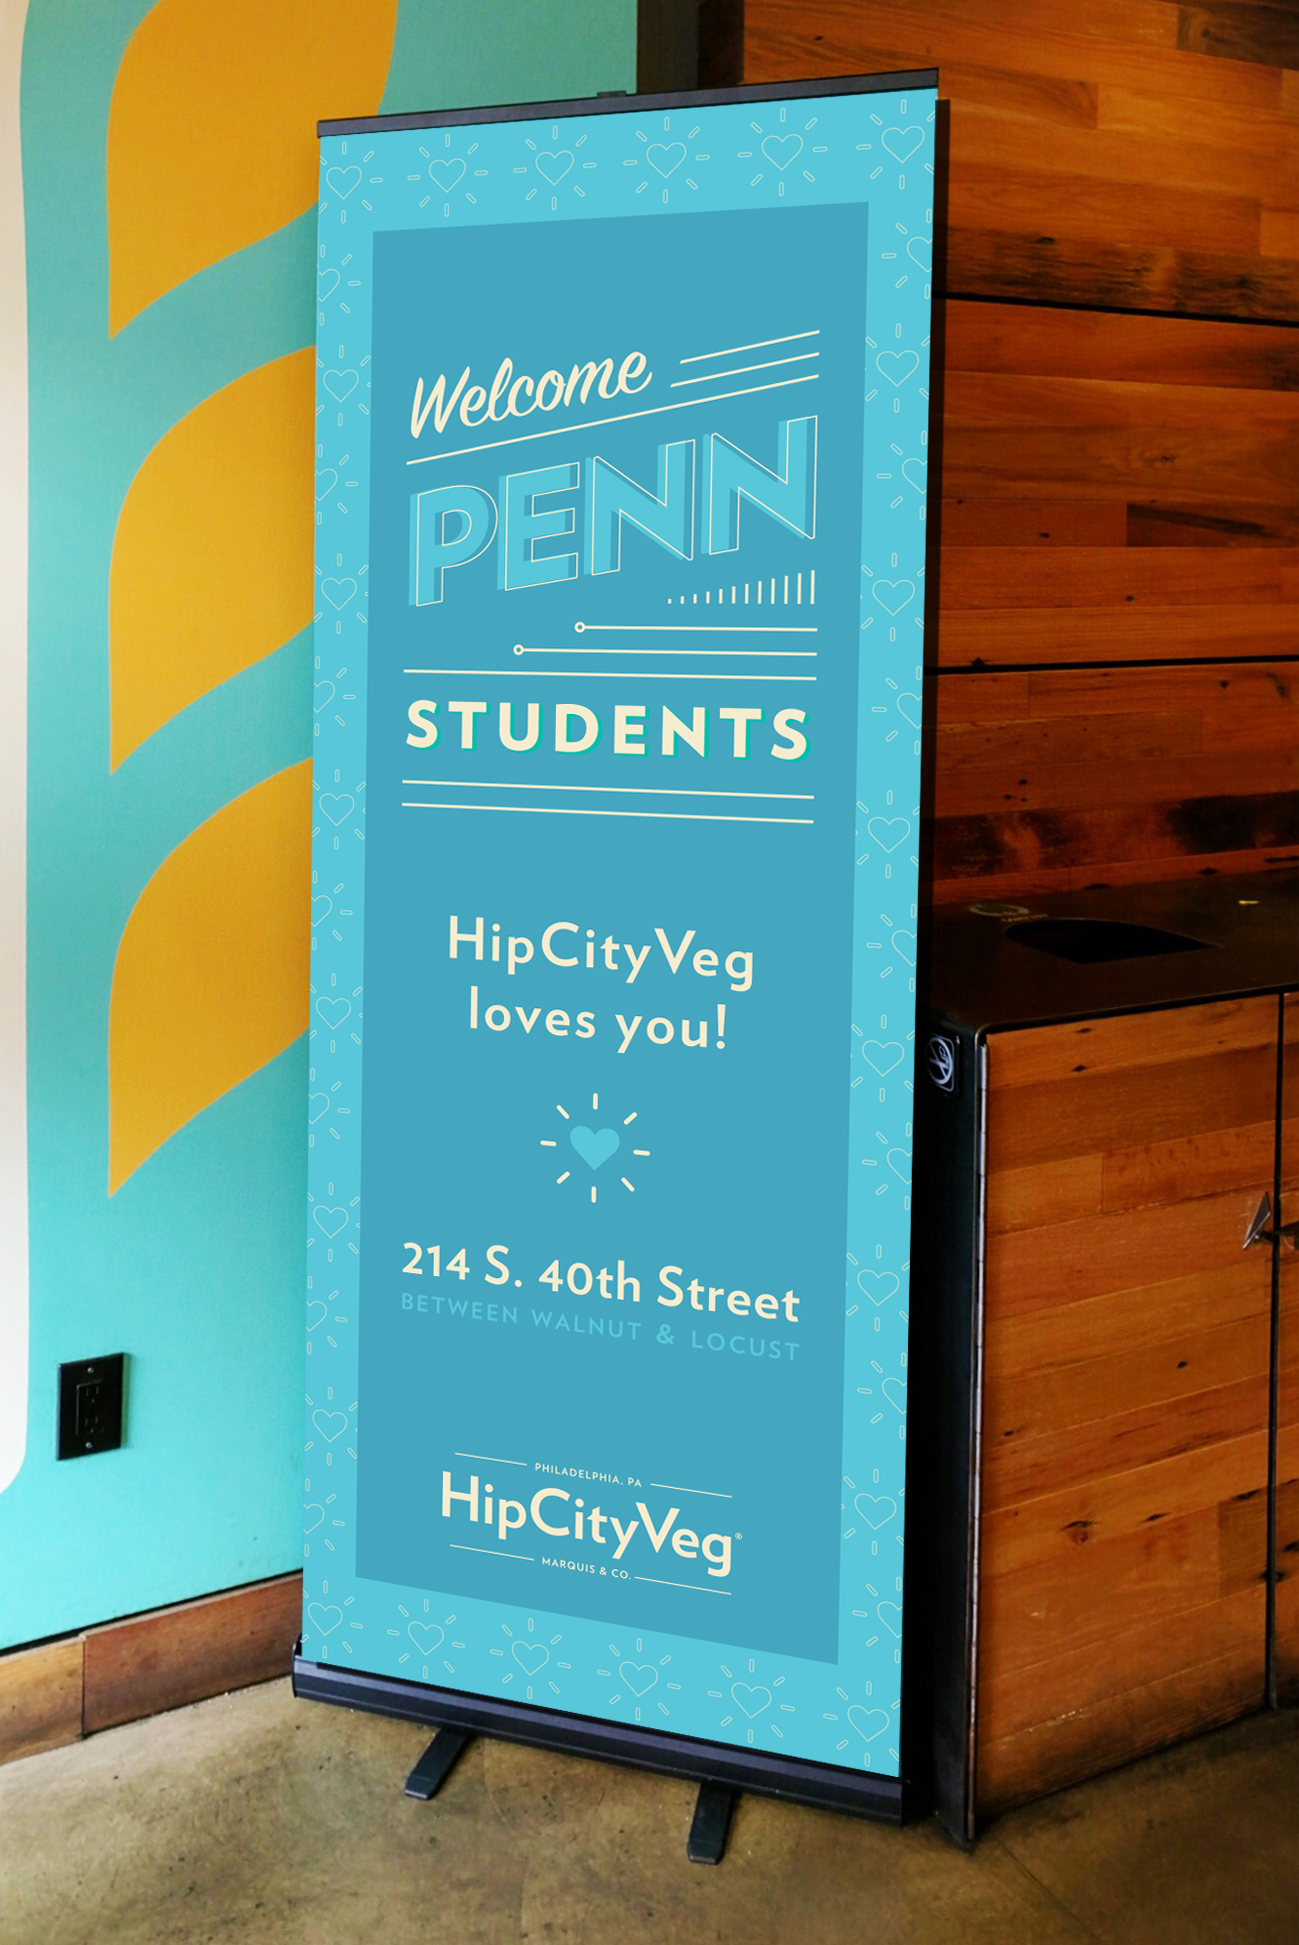 Welcome
PENN
STUDENTS
HipCityVeg
loves you!
214 S. 40th Street
BETWEEN WALNUT & LOCUST
PHILADELPHIA, PA
HipCityVeg®
MARQUIS & CO.